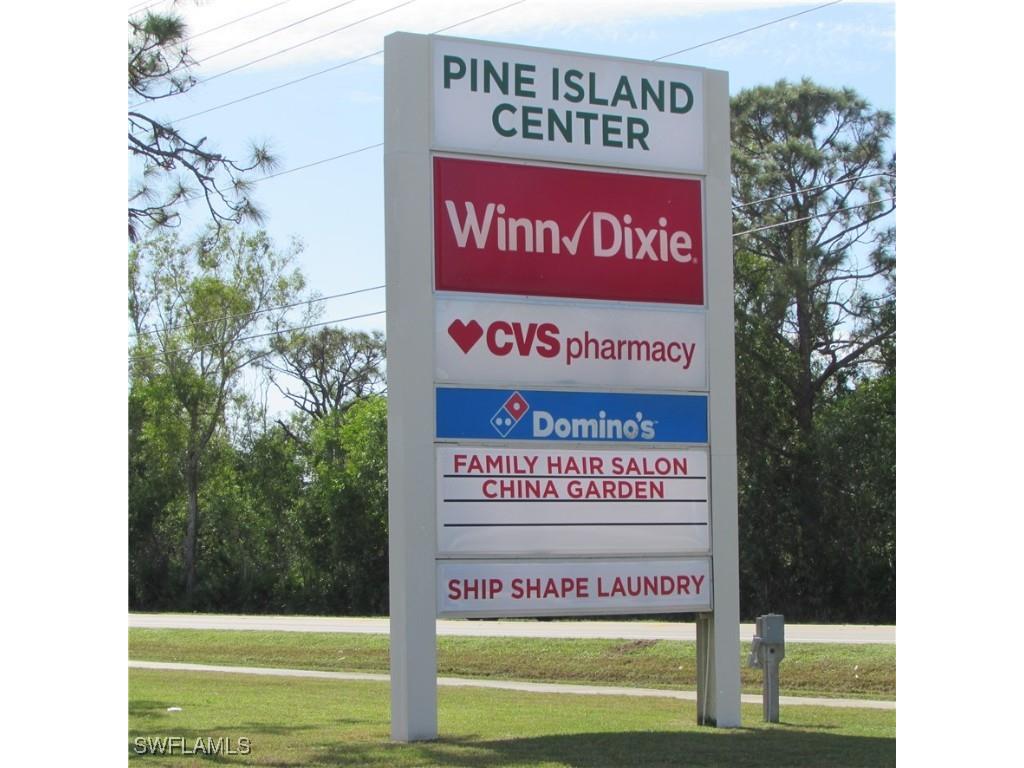 PINE ISLAND
CENTER
Winn✓Dixie®
CVS pharmacy
Domino's
FAMILY HAIR SALON
CHINA GARDEN
SHIP SHAPE LAUNDRY
SWFLAMLS